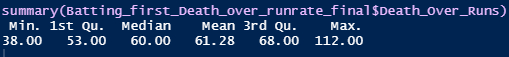 summary(Batting_first_Death_over_runrate_final$Death_Over_Runs)
Min. 1st Qu. Median Mean 3rd Qu. Max.
38.00 53.00 60.00 61.28 68.00 112.00